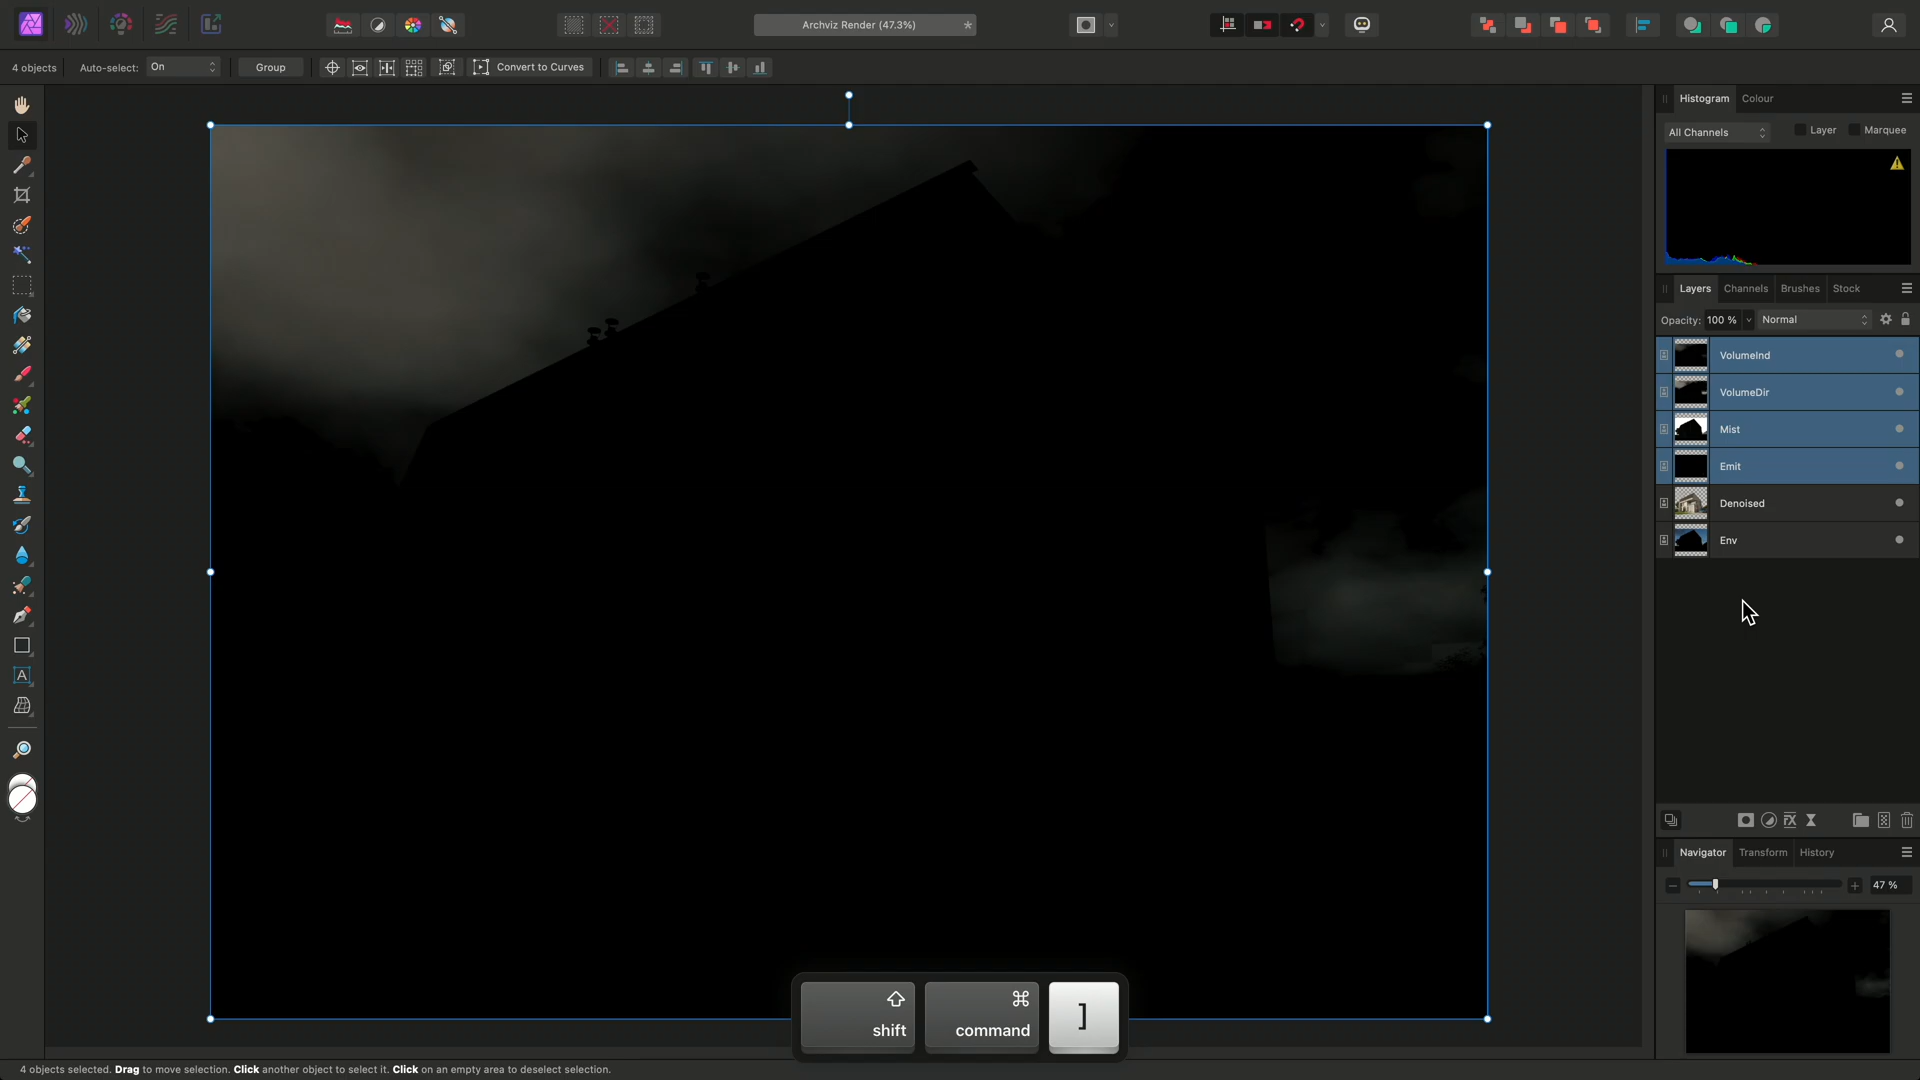 Archviz Render (47.3%)
4 objects
Auto-select:
On
Group
Convert to Curves
Histogram
Colour
All Channels
Layer
Marquee
Layers
Channels
Brushes
Stock
Opacity:
100 %
Normal
VolumeInd
VolumeDir
Mist
Emit
Denoised
Env
Navigator
Transform
History
47 %
shift
command
]
4 objects selected. Drag to move selection. Click another object to select it. Click on an empty area to deselect selection.